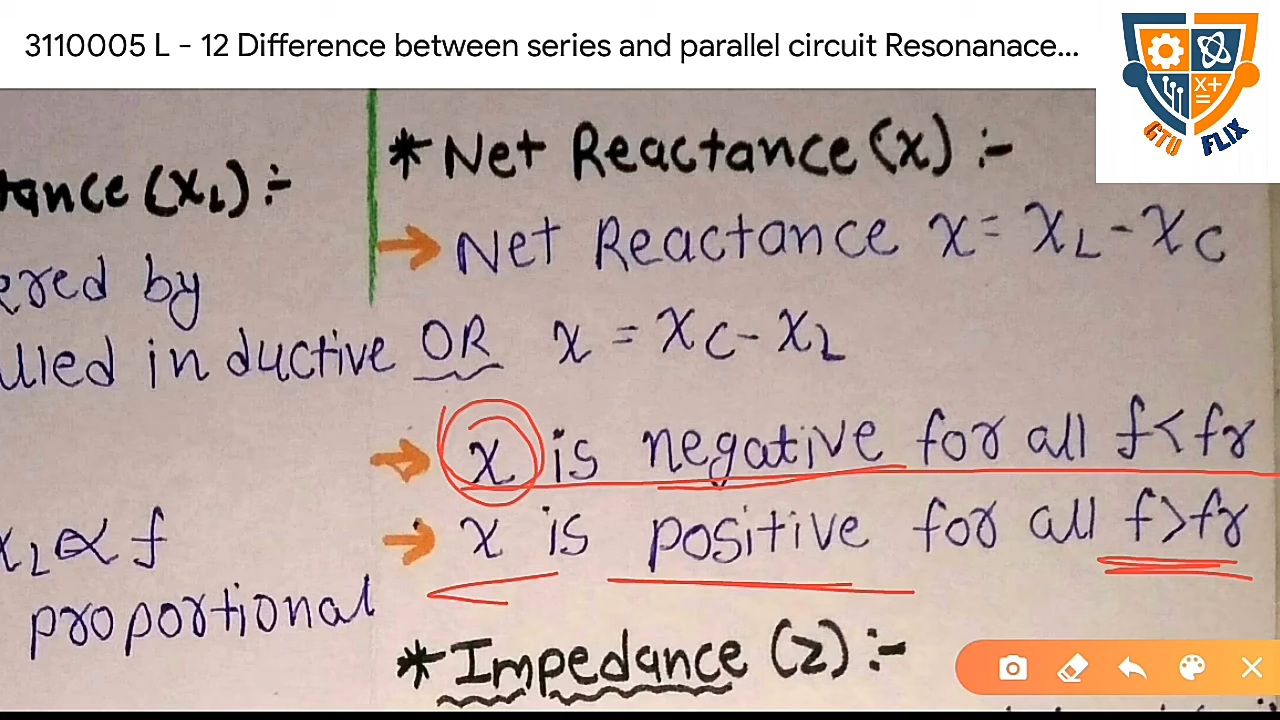 3110005 L - 12 Difference between series and parallel circuit Resonanace...
x+
=
GTU FLIX
tance (XL) :-
ered by
lled inductive
XL ∝ f
proportional
* Net Reactance (x) :-
→ Net Reactance x = XL - XC
OR x = XC - XL
→ x is negative for all f < fr
→ x is positive for all f > fr
* Impedance (z) :-